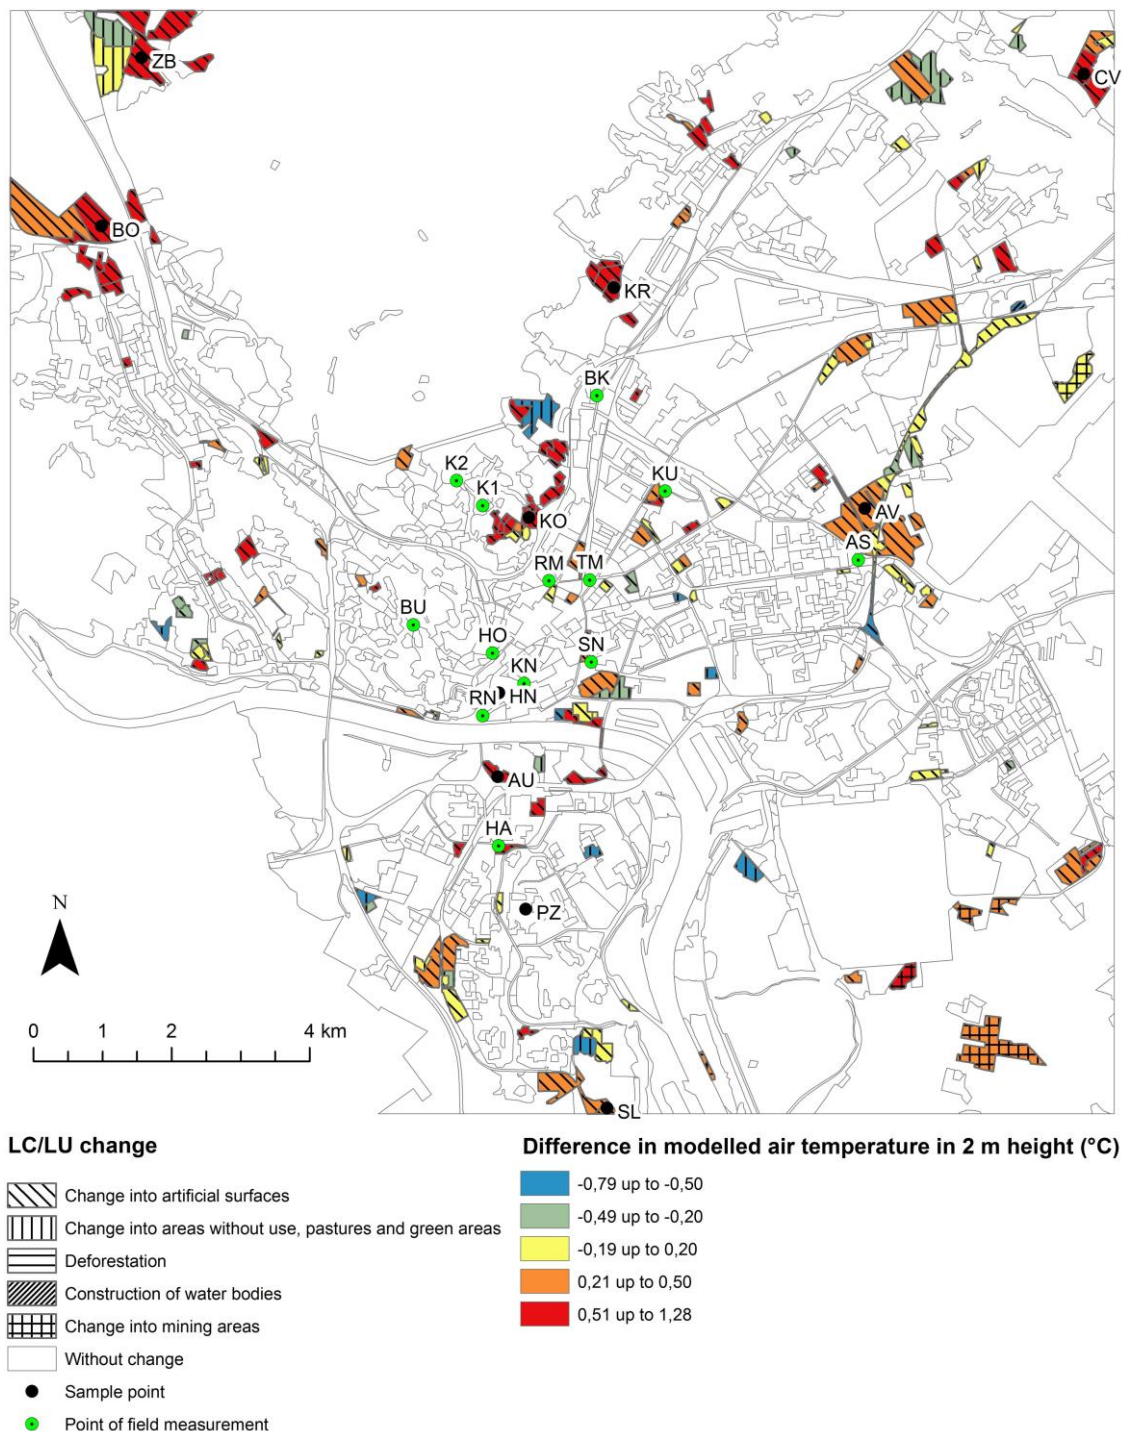 ZB
CV
BO
KR
BK
K2
K1
KU
KO
AV
AS
RM
TM
BU
HO
SN
KN
RN
HN
AU
HA
PZ
N
0 1 2 4 km
SL
LC/LU change
Change into artificial surfaces
Change into areas without use, pastures and green areas
Deforestation
Construction of water bodies
Change into mining areas
Without change
Sample point
Point of field measurement
Difference in modelled air temperature in 2 m height (°C)
-0,79 up to -0,50
-0,49 up to -0,20
-0,19 up to 0,20
0,21 up to 0,50
0,51 up to 1,28